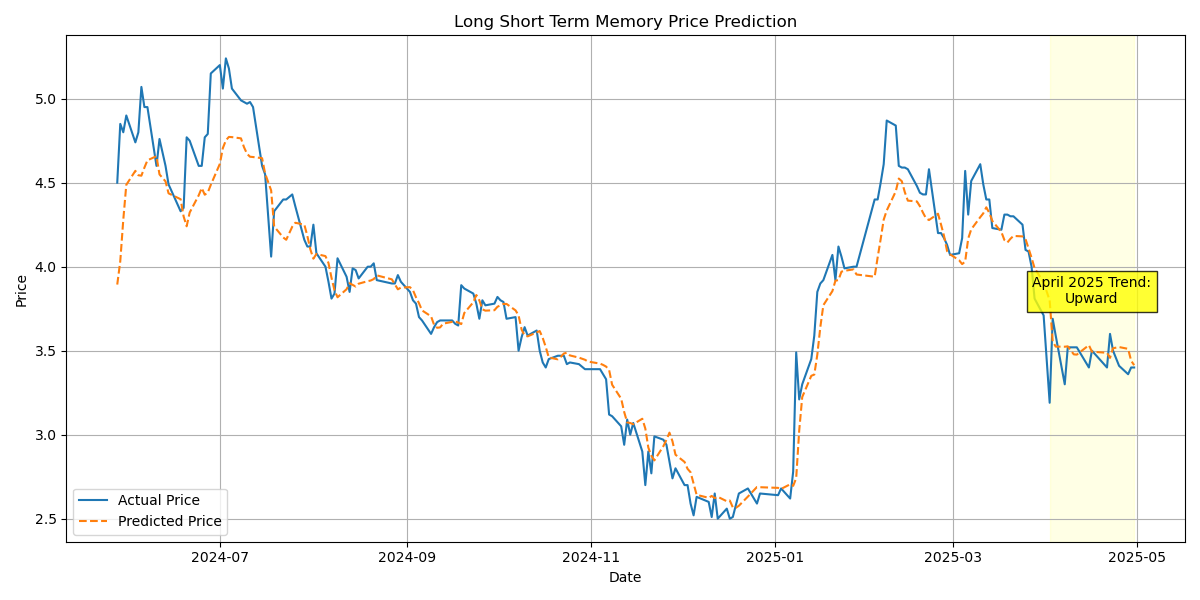 Long Short Term Memory Price Prediction
Price
5.0
4.5
4.0
3.5
3.0
2.5
April 2025 Trend:
Upward
Actual Price
Predicted Price
2024-07
2024-09
2024-11
2025-01
2025-03
2025-05
Date